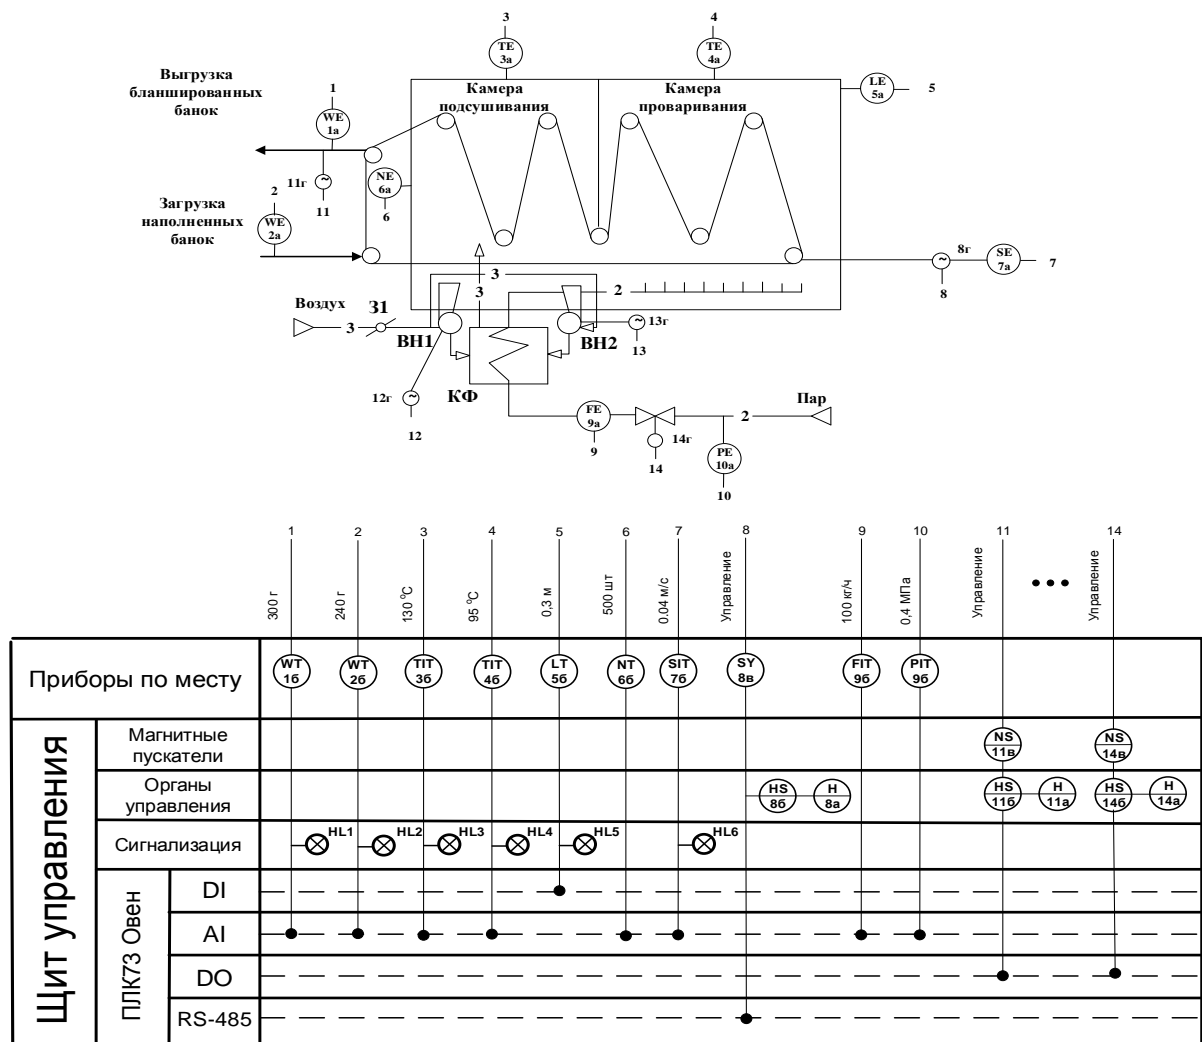 3
4
TE
3а
TE
4а
Выгрузка
бланшированных
банок
1
WE
1а
Камера
подсушивания
Камера
проваривания
LE
5а
5
11г
11
NE
6а
6
2
WE
2а
Загрузка
наполненных
банок
8г
8
SE
7а
7
Воздух
3
З1
ВН1
3
3
2
ВН2
13г
13
КФ
12г
12
FE
9а
9
14г
14
2
Пар
PE
10а
10
1
2
3
4
5
6
7
8
9
10
11
14
300 г
240 г
130 °С
95 °С
0,3 м
500 шт
0.04 м/с
Управление
100 кг/ч
0,4 МПа
Управление
...
Управление
Приборы по месту
WT
1б
WT
2б
TIT
3б
TIT
4б
LT
5б
NT
6б
SIT
7б
SY
8в
FIT
9б
PIT
9б
Щит управления
Магнитные
пускатели
NS
11в
NS
14в
Органы
управления
HS
8б
H
8а
HS
11б
H
11а
HS
14б
H
14а
Сигнализация
HL1
HL2
HL3
HL4
HL5
HL6
ПЛК73 Овен
DI
AI
DO
RS-485